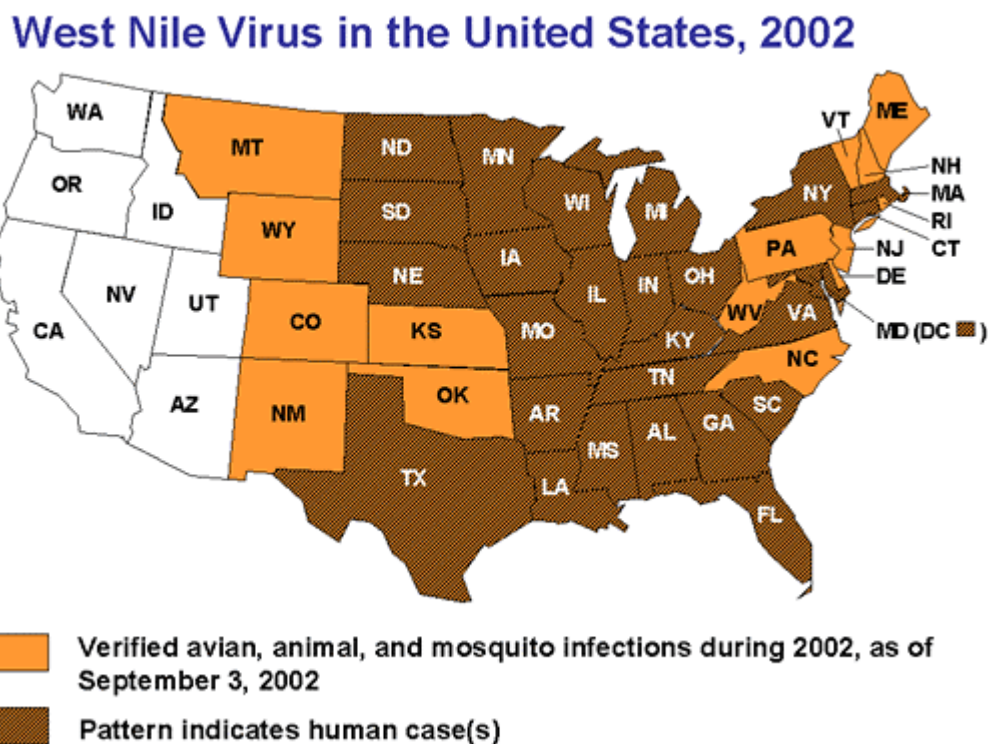 West Nile Virus in the United States, 2002
WA
MT
ND
MN
VT
ME
OR
ID
SD
WI
MI
NY
NH
MA
RI
CT
WY
NE
IA
PA
NJ
DE
NV
UT
CO
KS
IL
IN
OH
WV
VA
MD (DC )
CA
MO
KY
NC
AZ
NM
OK
AR
TN
SC
TX
MS
AL
GA
LA
FL
Verified avian, animal, and mosquito infections during 2002, as of
September 3, 2002
Pattern indicates human case(s)